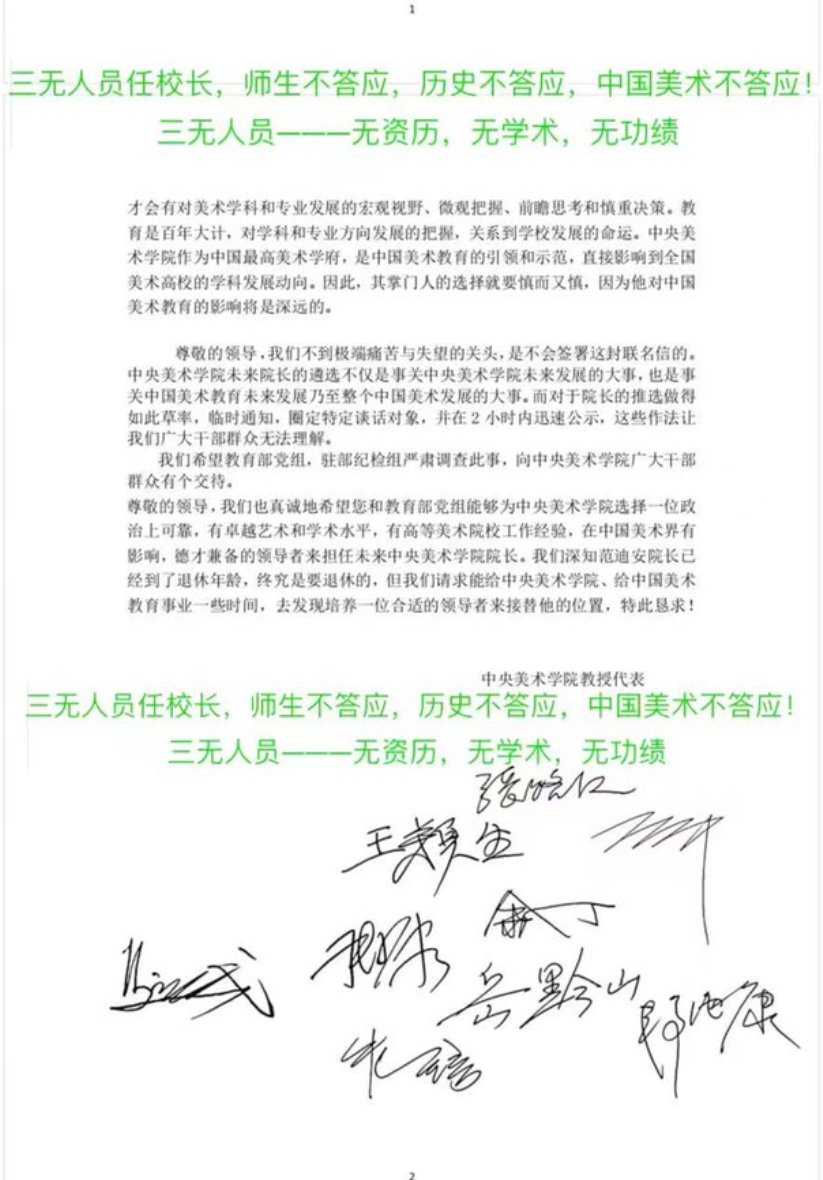 1
三无人员任校长，师生不答应，历史不答应，中国美术不答应！
三无人员———无资历，无学术，无功绩
才会有对美术学科和专业发展的宏观视野、微观把握、前瞻思考和慎重决策。教
育是百年大计，对学科和专业方向发展的把握，关系到学校发展的命运。中央美
术学院作为中国最高美术学府，是中国美术教育的引领和示范，直接影响到全国
美术高校的学科发展动向。因此，其掌门人的选择就要慎而又慎，因为他对中国
美术教育的影响将是深远的。
尊敬的领导，我们不到极端痛苦与失望的关头，是不会签署这封联名信的。
中央美术学院未来院长的遴选不仅是事关中央美术学院未来发展的大事，也是事
关中国美术教育未来发展乃至整个中国美术发展的大事。而对于院长的推选做得
如此草率，临时通知，圈定特定谈话对象，并在 2 小时内迅速公示，这些作法让
我们广大干部群众无法理解。
我们希望教育部党组，驻部纪检组严肃调查此事，向中央美术学院广大干部
群众有个交待。
尊敬的领导，我们也真诚地希望您和教育部党组能够为中央美术学院选择一位政
治上可靠，有卓越艺术和学术水平，有高等美术院校工作经验，在中国美术界有
影响，德才兼备的领导者来担任未来中央美术学院院长。我们深知范迪安院长已
经到了退休年龄，终究是要退休的，但我们请求能给中央美术学院、给中国美术
教育事业一些时间，去发现培养一位合适的领导者来接替他的位置，特此恳求！
中央美术学院教授代表
三无人员任校长，师生不答应，历史不答应，中国美术不答应！
三无人员———无资历，无学术，无功绩
王颖生
余丁
岳黔山
2